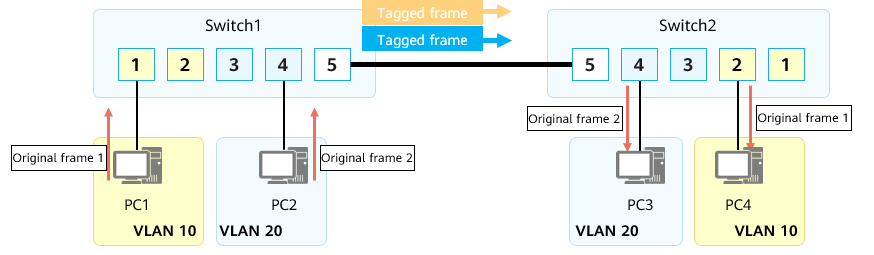 Tagged frame
Tagged frame
Switch1
Switch2
1 2 3 4 5
5 4 3 2 1
Original frame 1
Original frame 2
Original frame 2
Original frame 1
PC1
PC2
PC3
PC4
VLAN 10
VLAN 20
VLAN 20
VLAN 10